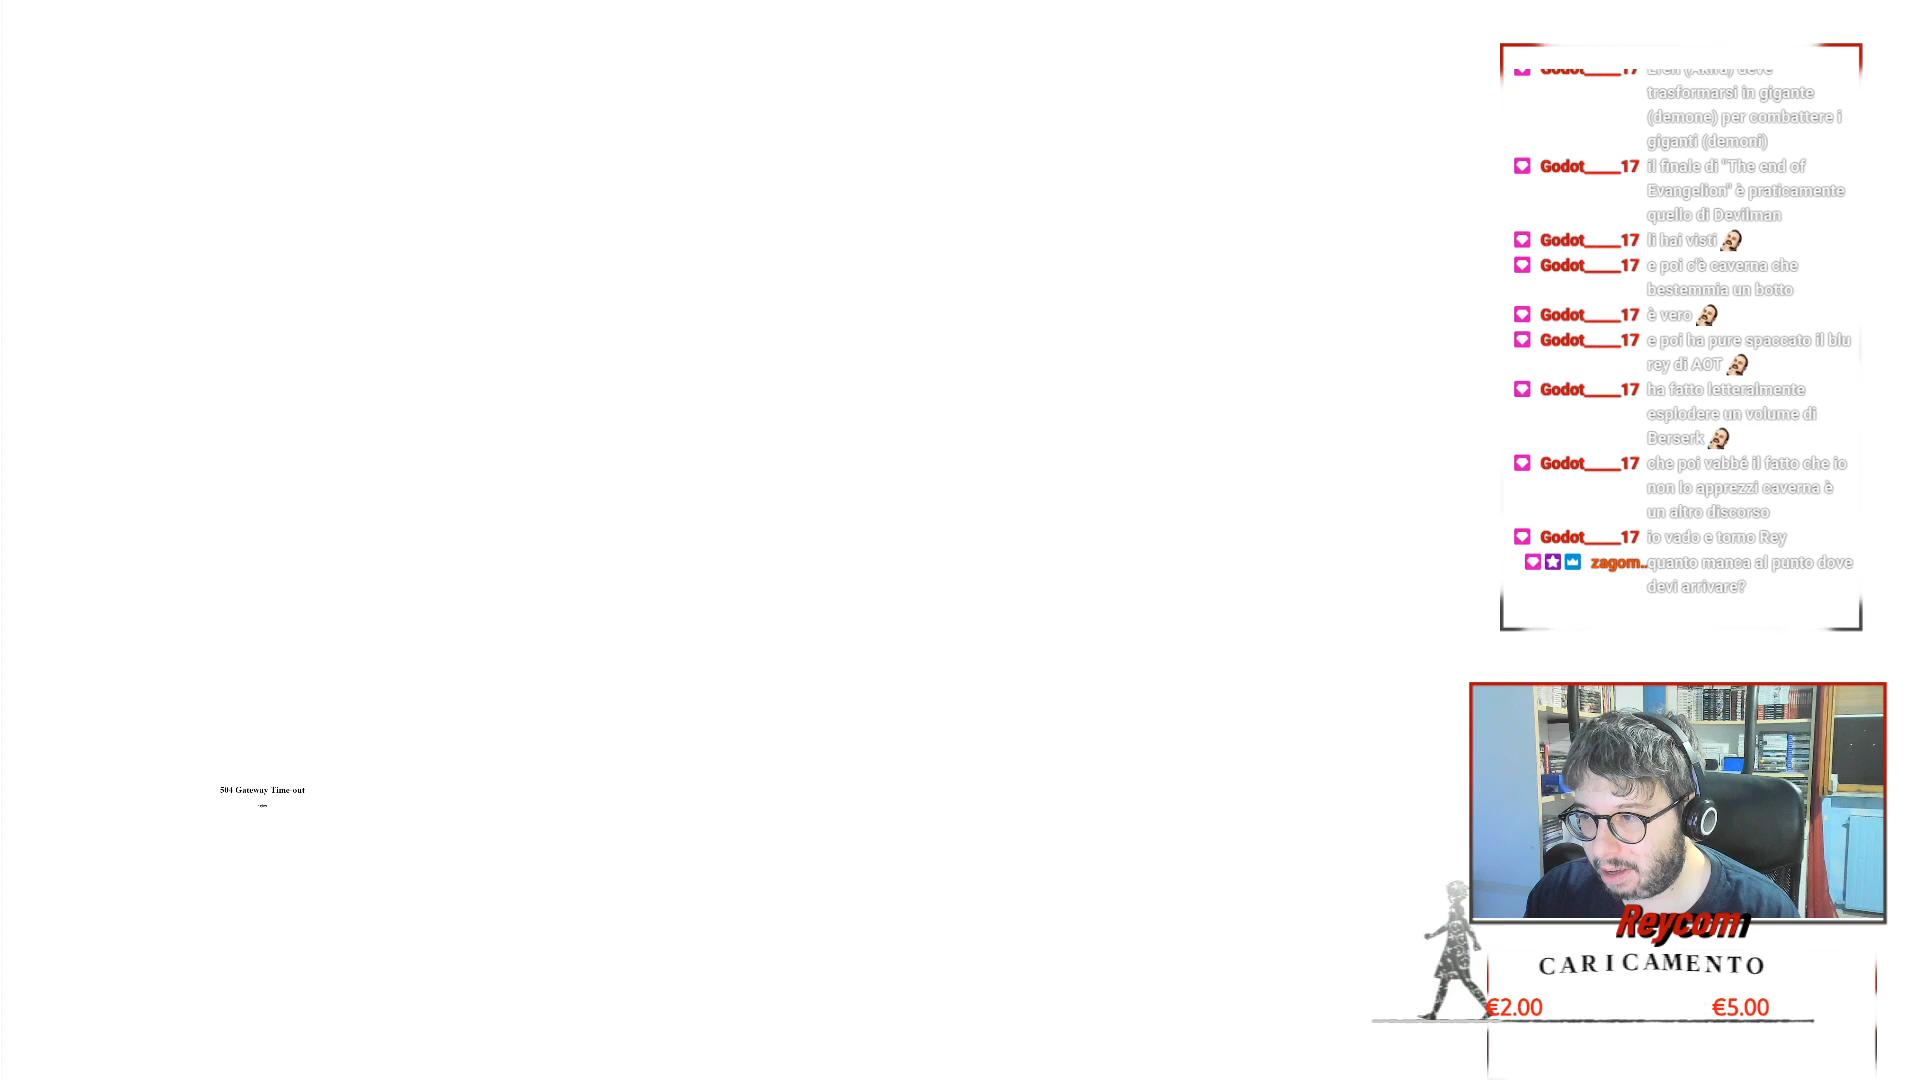 Godot____17
trasformarsi in gigante
(demone) per combattere i
giganti (demoni)
Godot____17 il finale di "The end of
Evangelion" è praticamente
quello di Devilman
Godot____17 li hai visti
Godot____17 e poi c'è caverna che
bestemmia un botto
Godot____17 è vero
Godot____17 e poi ha pure spaccato il blu
rey di AOT
Godot____17 ha fatto letteralmente
esplodere un volume di
Berserk
Godot____17 che poi vabbé il fatto che io
non lo apprezzi caverna è
un altro discorso
Godot____17 io vado e torno Rey
zagom.. quanto manca al punto dove
devi arrivare?
504 Gateway Time-out
Reycom
CARICAMENTO
€2.00 €5.00